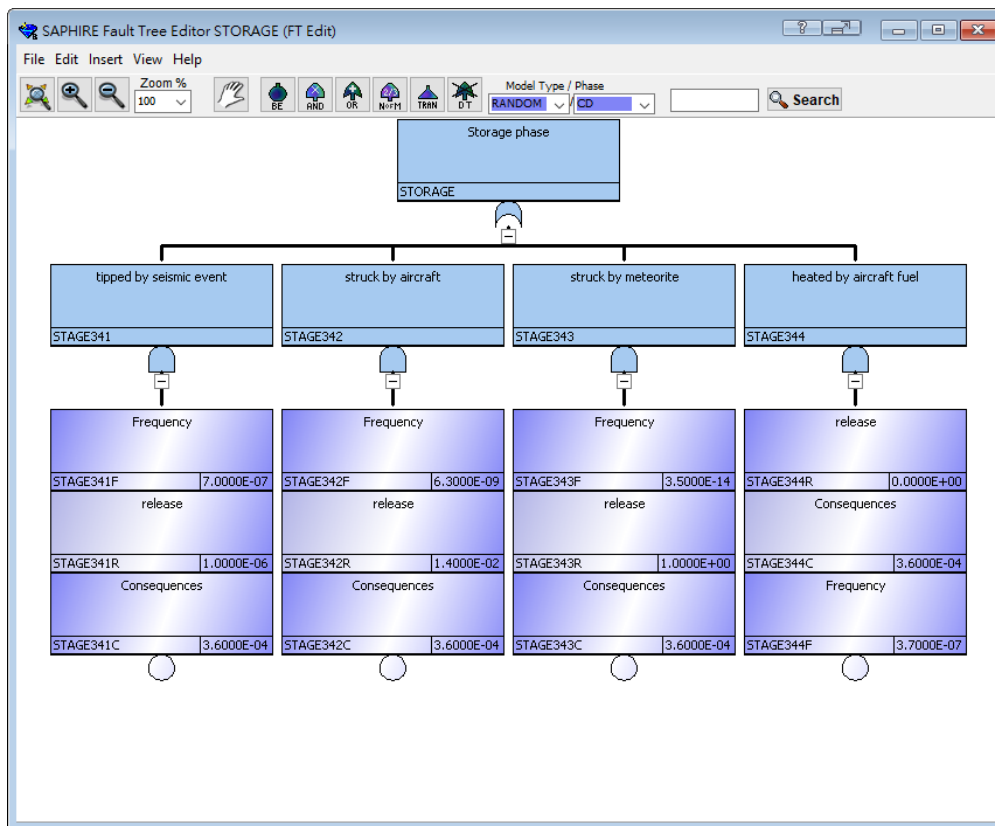 SAPHIRE Fault Tree Editor STORAGE (FT Edit)
?
File Edit Insert View Help
Zoom %
100
BE
AND
OR
N/M
TRAN
DT
Model Type / Phase
RANDOM / CD
Search
Storage phase
STORAGE
tipped by seismic event
STAGE341
struck by aircraft
STAGE342
struck by meteorite
STAGE343
heated by aircraft fuel
STAGE344
Frequency
STAGE341F 7.0000E-07
release
STAGE341R 1.0000E-06
Consequences
STAGE341C 3.6000E-04
Frequency
STAGE342F 6.3000E-09
release
STAGE342R 1.4000E-02
Consequences
STAGE342C 3.6000E-04
Frequency
STAGE343F 3.5000E-14
release
STAGE343R 1.0000E+00
Consequences
STAGE343C 3.6000E-04
release
STAGE344R 0.0000E+00
Consequences
STAGE344C 3.6000E-04
Frequency
STAGE344F 3.7000E-07